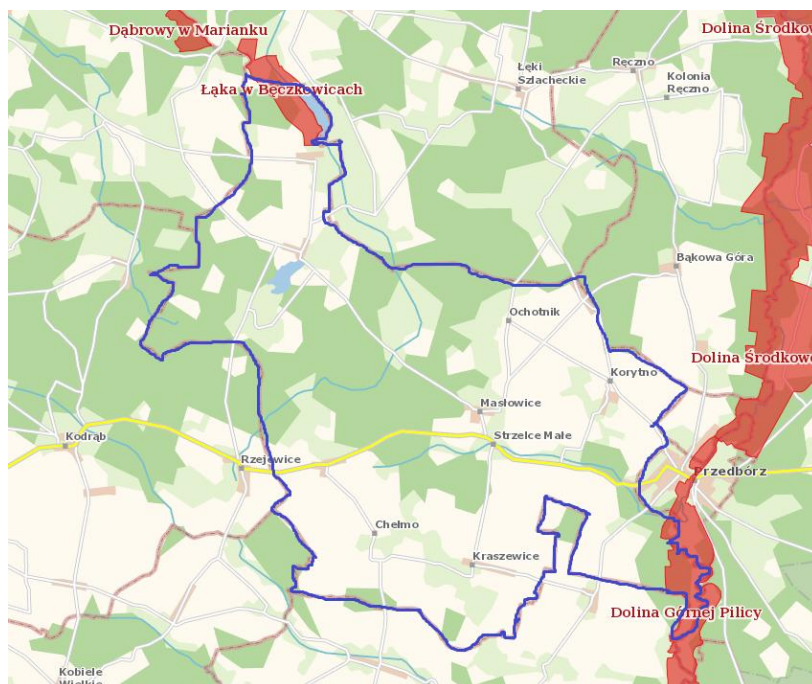 Dąbrowy w Marianku
Dolina Środkow
Łęki
Szlacheckie
Ręczno
Kolonia
Ręczno
Łąka w Bęczkowicach
Bąkowa Góra
Ochotnik
Dolina Środkowe
Korytno
Masłowice
Kodrąb
Strzelce Małe
Rzejowice
Przedbórz
Chełmo
Kraszewice
Dolina Górnej Pilicy
Kobiele
Wielkie